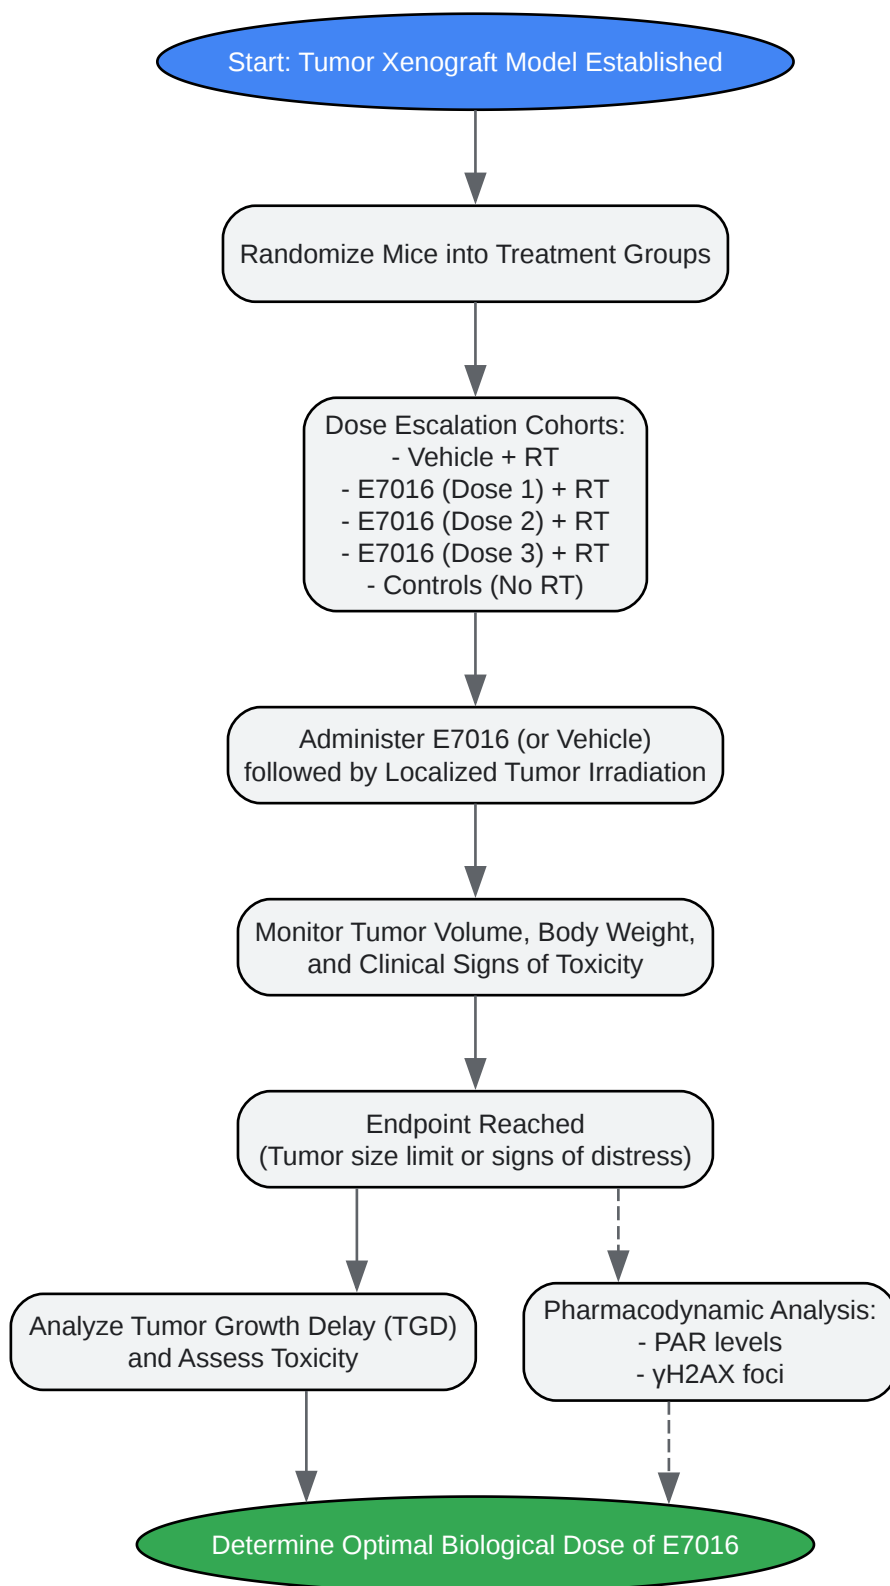 Start: Tumor Xenograft Model Established
Randomize Mice into Treatment Groups
Dose Escalation Cohorts:
- Vehicle + RT
- E7016 (Dose 1) + RT
- E7016 (Dose 2) + RT
- E7016 (Dose 3) + RT
- Controls (No RT)
Administer E7016 (or Vehicle)
followed by Localized Tumor Irradiation
Monitor Tumor Volume, Body Weight,
and Clinical Signs of Toxicity
Endpoint Reached
(Tumor size limit or signs of distress)
Analyze Tumor Growth Delay (TGD)
and Assess Toxicity
Pharmacodynamic Analysis:
- PAR levels
- γH2AX foci
Determine Optimal Biological Dose of E7016